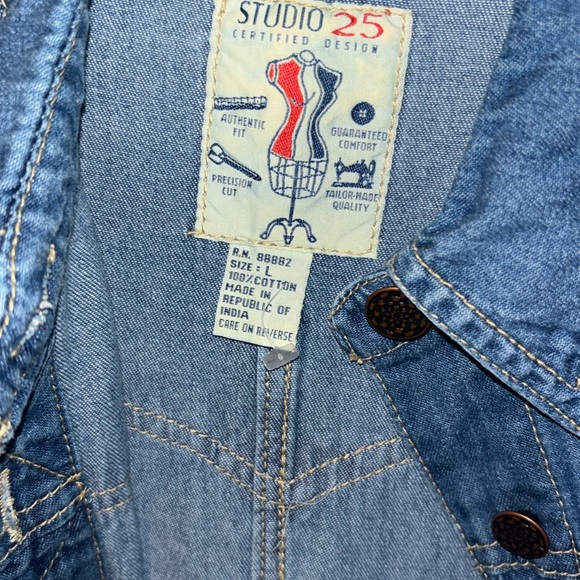 STUDIO 25
CERTIFIED DESIGN
AUTHENTIC
FIT
GUARANTEED
COMFORT
PRECISION
CUT
TAILOR-MADE
QUALITY
R.N. 88882
SIZE : L
100% COTTON
MADE IN
REPUBLIC OF
INDIA
CARE ON REVERSE